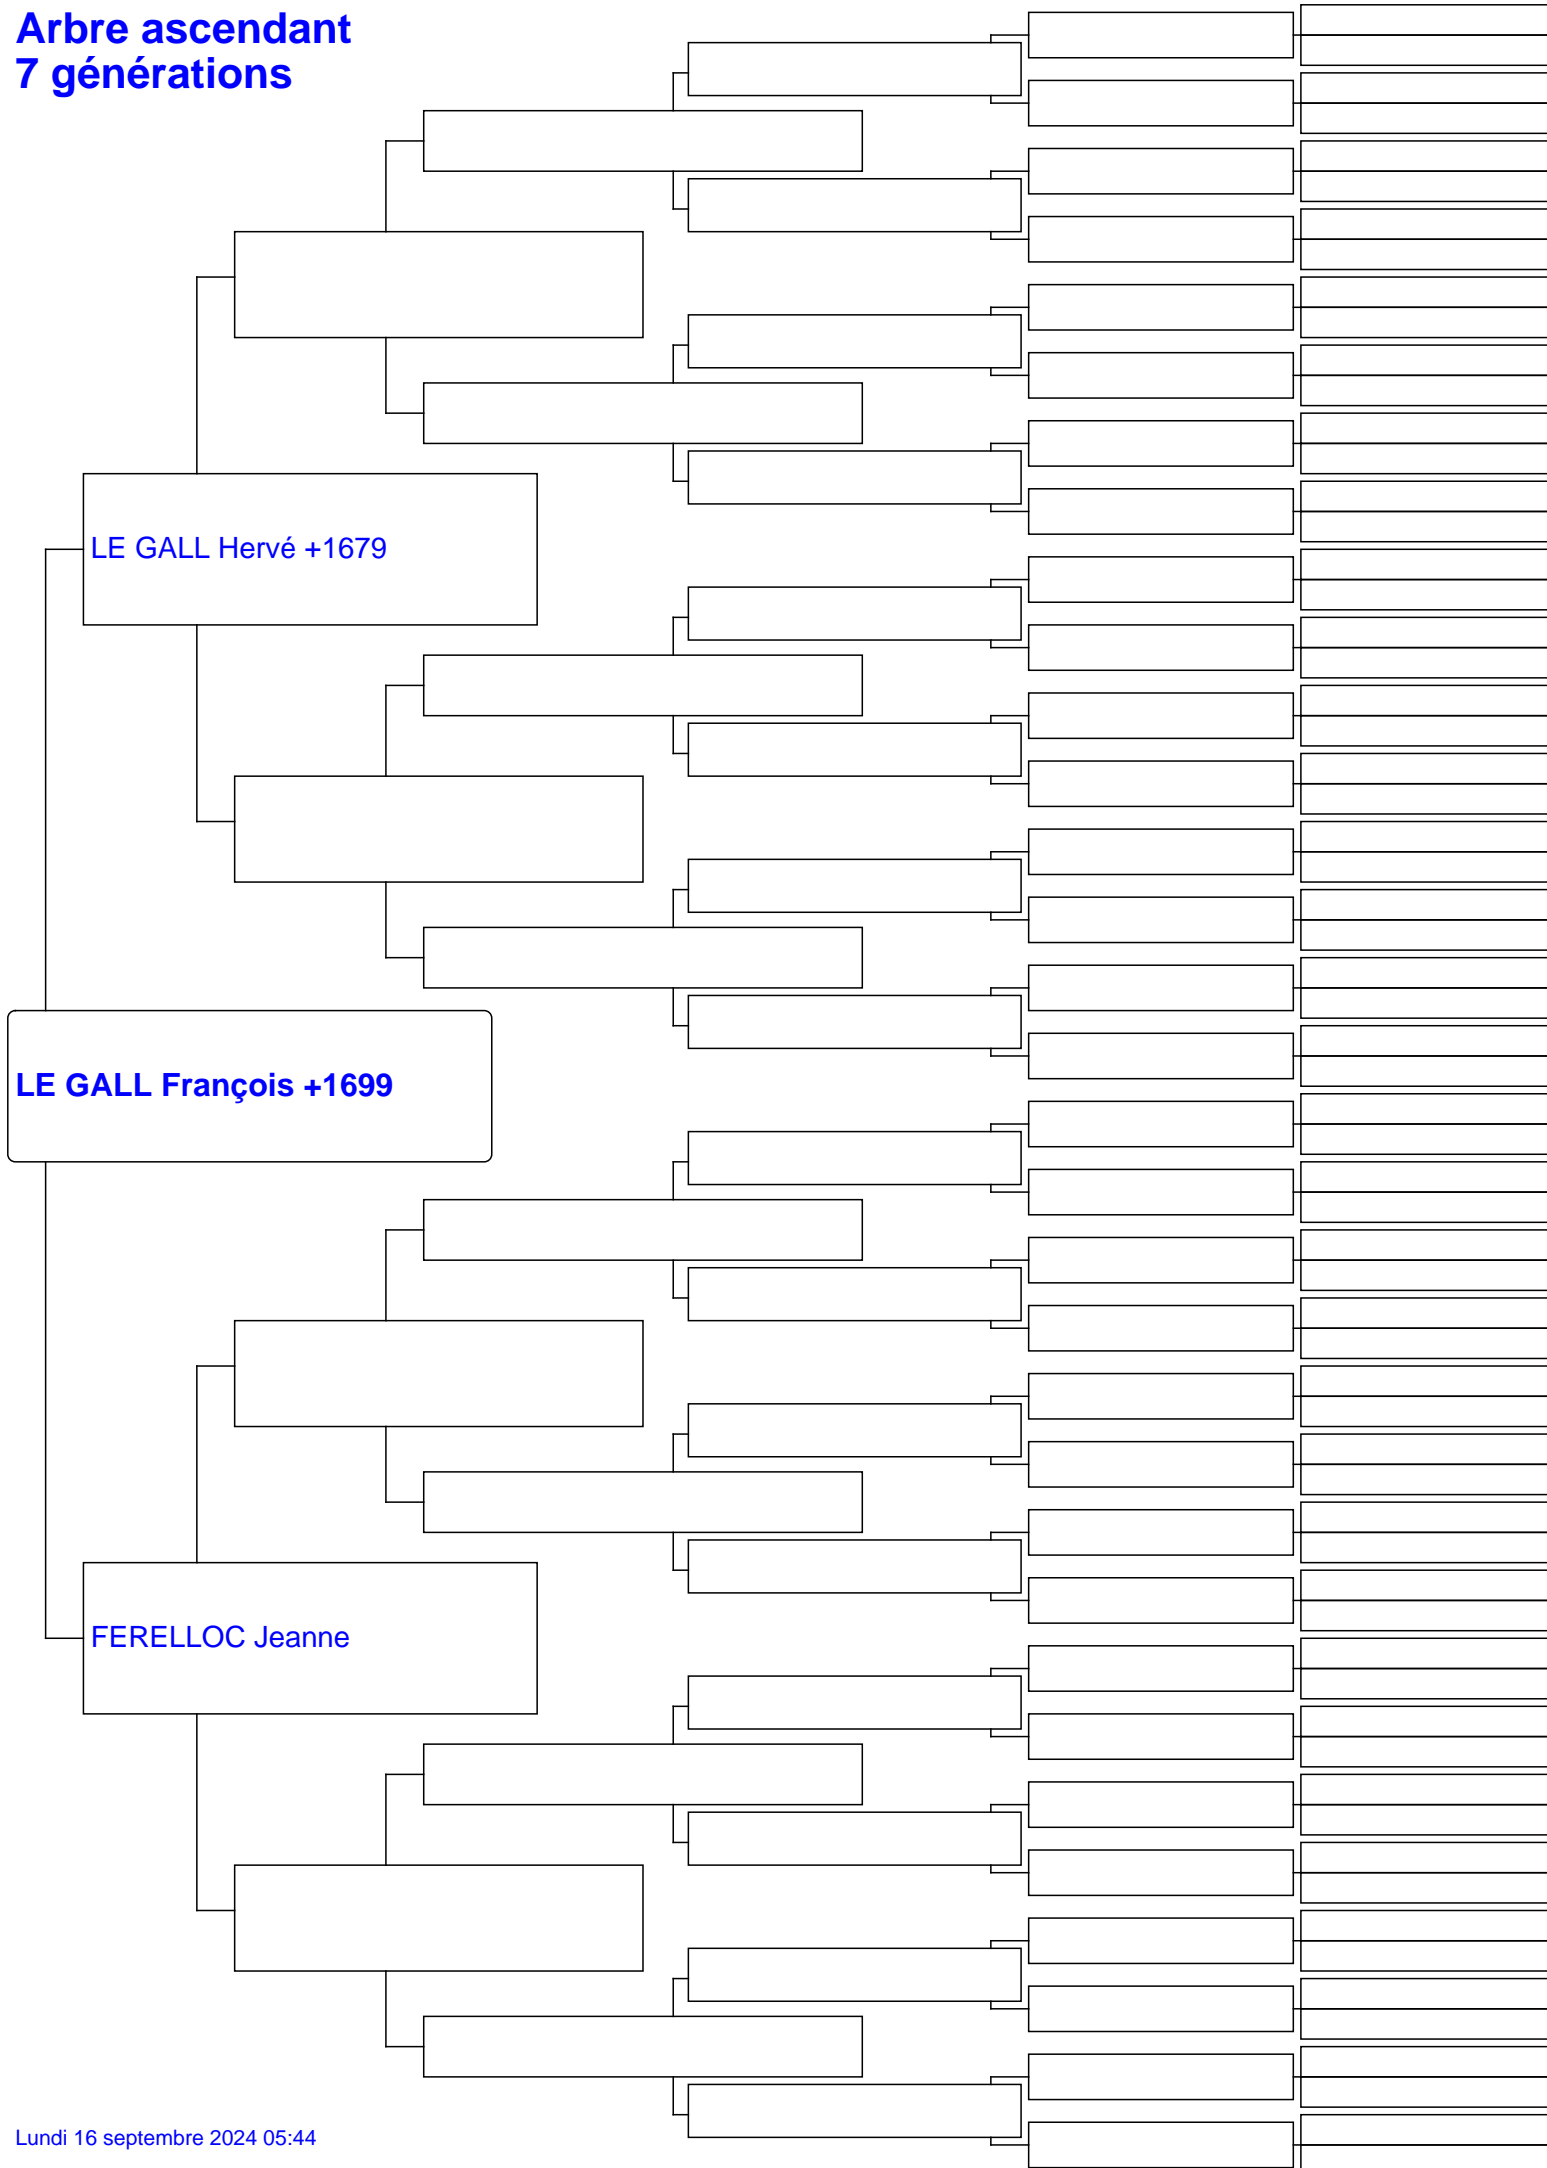 Arbre ascendant
7 générations
LE GALL Hervé +1679
LE GALL François +1699
FERELLOC Jeanne
Lundi 16 septembre 2024 05:44